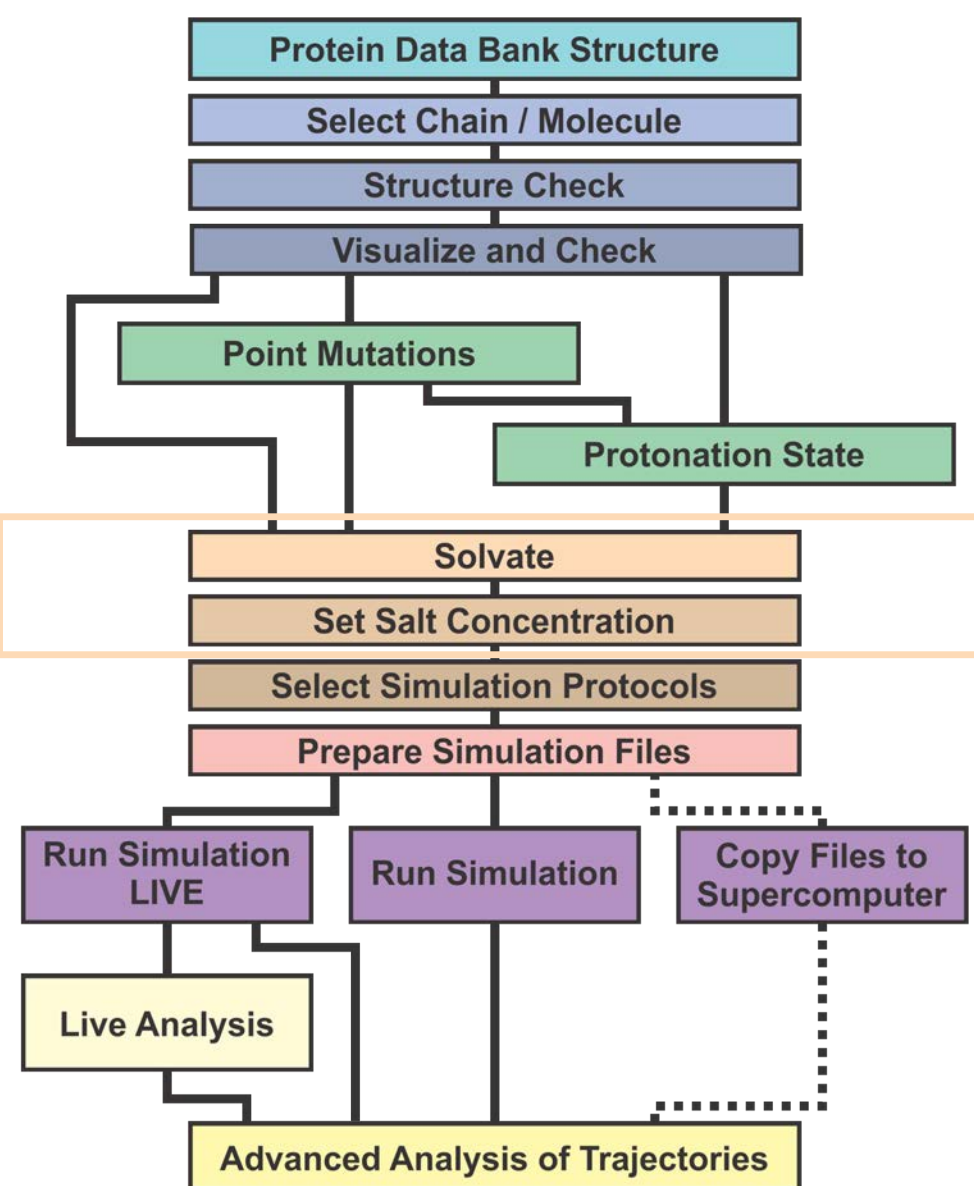 Protein Data Bank Structure
Select Chain / Molecule
Structure Check
Visualize and Check
Point Mutations
Protonation State
Solvate
Set Salt Concentration
Select Simulation Protocols
Prepare Simulation Files
Run Simulation
LIVE
Run Simulation
Copy Files to
Supercomputer
Live Analysis
Advanced Analysis of Trajectories